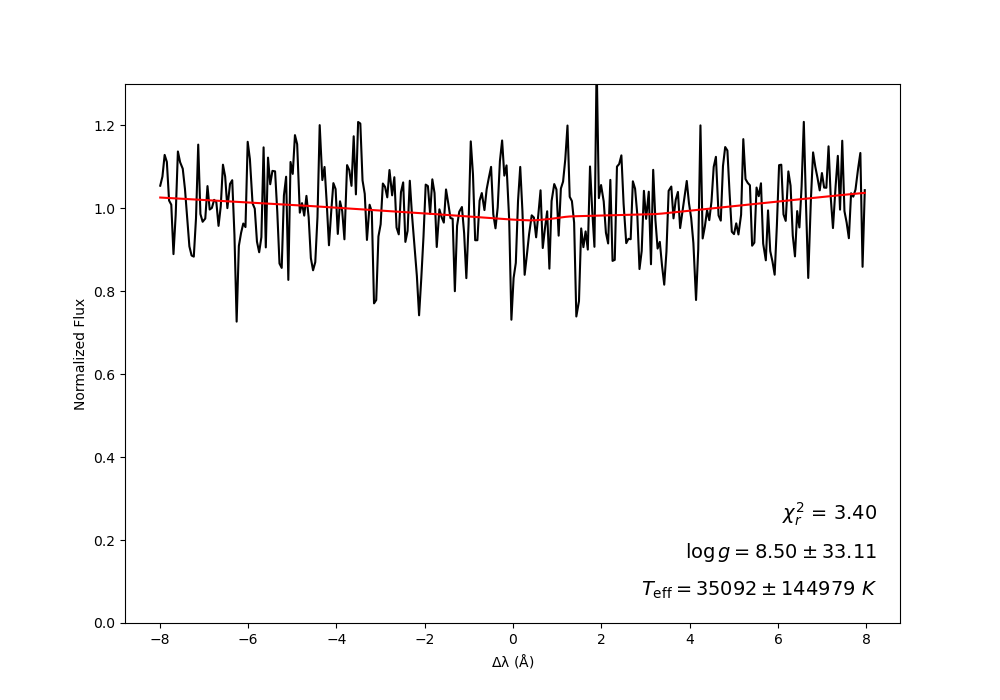 1.2
1.0
0.8
0.6
0.4
0.2
0.0
Normalized Flux
χ²ᵣ = 3.40
log g = 8.50 ± 33.11
T_eff = 35092 ± 144979 K
−8 −6 −4 −2 0 2 4 6 8
Δλ (Å)